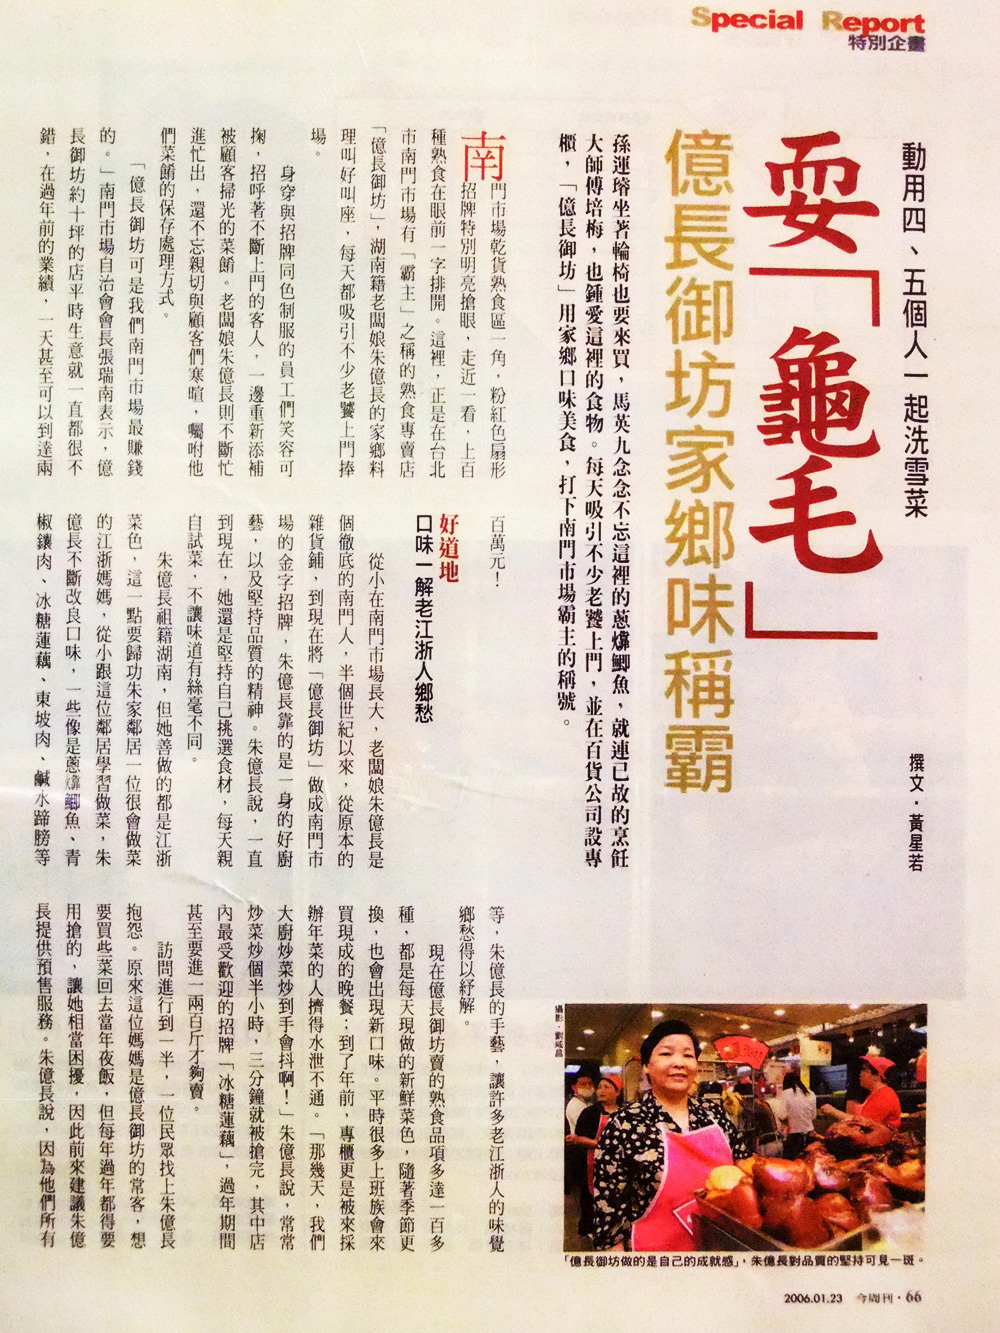 Special Report
特別企畫
動用四、五個人一起洗雪菜
撰文·黃星若
耍「龜毛」
億長御坊家鄉味稱霸
孫運璿坐著輪椅也要來買，馬英九念念不忘這裡的蔥㸆鯽魚，就連已故的烹飪
大師傅培梅，也鍾愛這裡的食物。每天吸引不少老饕上門，並在百貨公司設專
櫃，「億長御坊」用家鄉口味美食，打下南門市場霸主的稱號。
南門市場乾貨熟食區一角，粉紅色扇形
招牌特別明亮搶眼，走近一看，上百
種熟食在眼前一字排開。這裡，正是在台北
市南門市場有「霸主」之稱的熟食專賣店
「億長御坊」，湖南籍老闆娘朱億長的家鄉料
理叫好叫座，每天都吸引不少老饕上門捧
場。
身穿與招牌同色制服的員工們笑容可
掬，招呼著不斷上門的客人，一邊重新添補
被顧客掃光的菜餚。老闆娘朱億長則不斷忙
進忙出，還不忘親切與顧客們寒暄，囑咐他
們菜餚的保存處理方式。
「億長御坊可是我們南門市場最賺錢
的。」南門市場自治會會長張瑞南表示，億
長御坊約十坪的店平時生意就一直都很不
錯，在過年前的業績，一天甚至可以到達兩
百萬元！
好道地
口味一解老江浙人鄉愁
從小在南門市場長大，老闆娘朱億長是
個徹底的南門人，半個世紀以來，從原本的
雜貨鋪，到現在將「億長御坊」做成南門市
場的金字招牌，朱億長靠的是一身的好廚
藝，以及堅持品質的精神。朱億長說，一直
到現在，她還是堅持自己挑選食材，每天親
自試菜，不讓味道有絲毫不同。
朱億長祖籍湖南，但她善做的都是江浙
菜色，這一點要歸功朱家鄰居一位很會做菜
的江浙媽媽，從小跟這位鄰居學習做菜，朱
億長不斷改良口味，一些像是蔥㸆鯽魚、青
椒鑲肉、冰糖蓮藕、東坡肉、鹹水蹄膀等
等，朱億長的手藝，讓許多老江浙人的味覺
鄉愁得以紓解。
現在億長御坊賣的熟食品項多達一百多
種，都是每天現做的新鮮菜色，隨著季節更
換，也會出現新口味。平時很多上班族會來
買現成的晚餐；到了年前，專櫃更是被來採
辦年菜的人擠得水泄不通。「那幾天，我們
大廚炒菜炒到手會抖啊！」朱億長說，常常
炒菜炒個半小時，三分鐘就被搶完，其中店
內最受歡迎的招牌「冰糖蓮藕」，過年期間
甚至要進一兩百斤才夠賣。
訪問進行到一半，一位民眾找上朱億長
抱怨。原來這位媽媽是億長御坊的常客，想
要買些菜回去當年夜飯，但每年過年都得要
用搶的，讓她相當困擾，因此前來建議朱億
長提供預售服務。朱億長說，因為他們所有
攝影·劉咸昌
「億長御坊做的是自己的成就感」，朱億長對品質的堅持可見一斑。
2006.01.23 今周刊·66